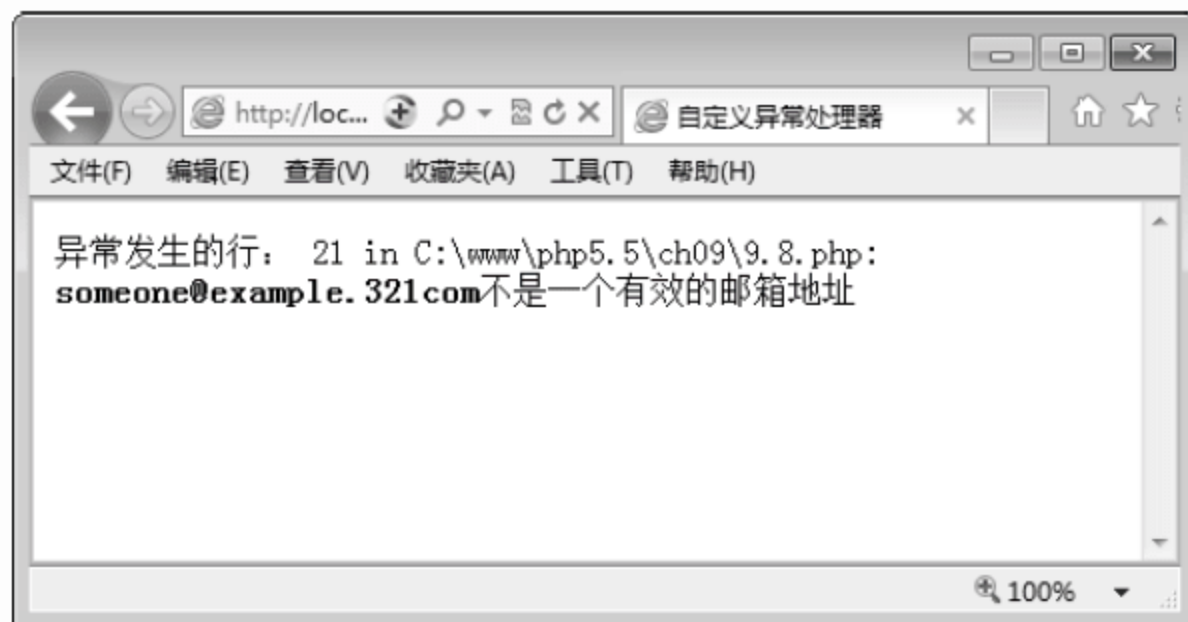 http://loc...
自定义异常处理器
文件(F) 编辑(E) 查看(V) 收藏夹(A) 工具(T) 帮助(H)
异常发生的行： 21 in C:\www\php5.5\ch09\9.8.php:
someone@example.321com不是一个有效的邮箱地址
100%